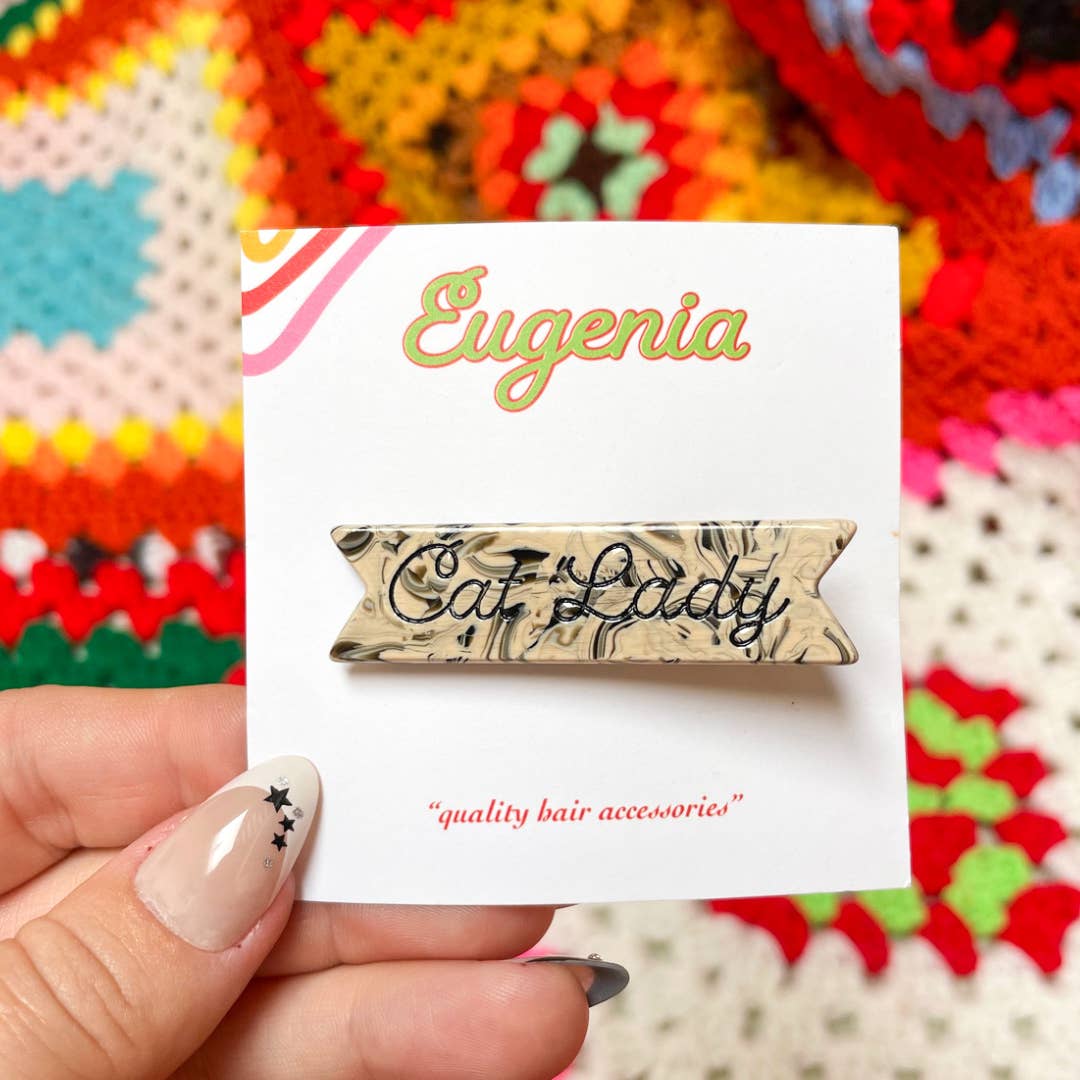 Eugenia
Cat Lady
“quality hair accessories”